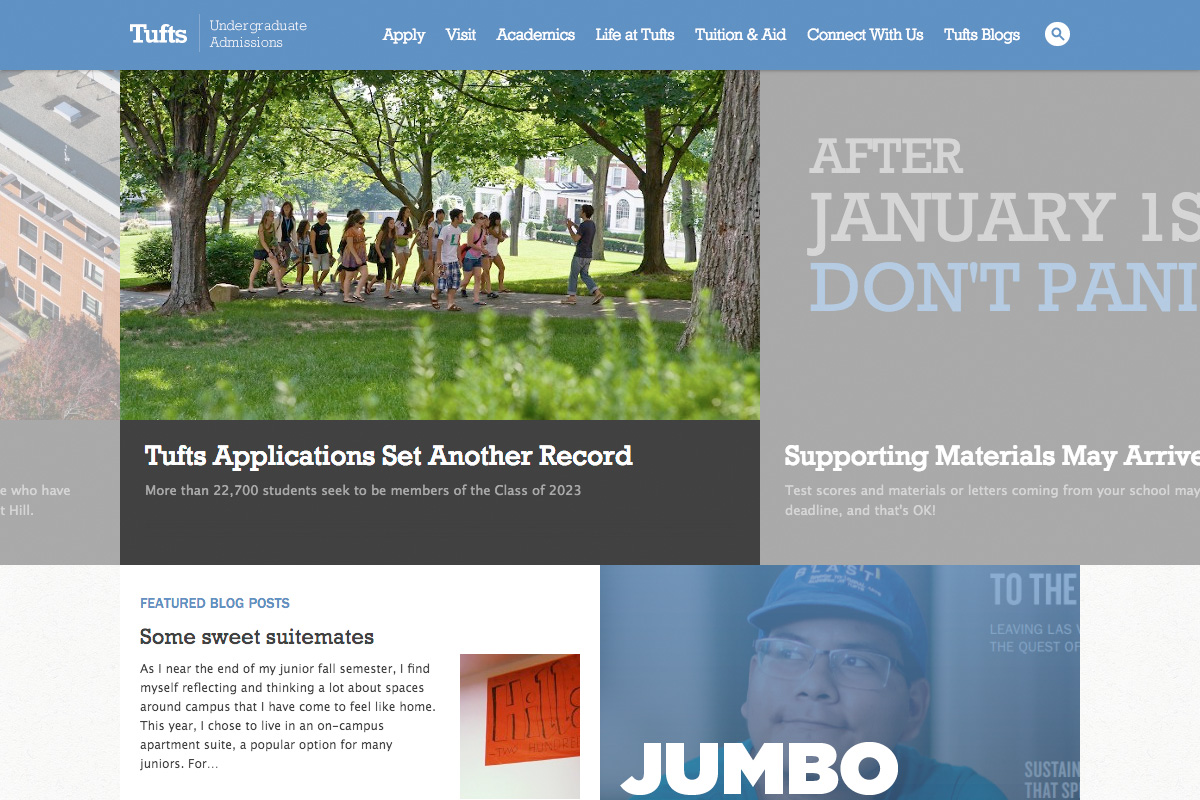 Tufts
Undergraduate
Admissions
Apply
Visit
Academics
Life at Tufts
Tuition & Aid
Connect With Us
Tufts Blogs
AFTER
JANUARY 1S
DON'T PANI
e who have
t Hill.
Tufts Applications Set Another Record
More than 22,700 students seek to be members of the Class of 2023
Supporting Materials May Arrive
Test scores and materials or letters coming from your school may
deadline, and that's OK!
FEATURED BLOG POSTS
Some sweet suitemates
As I near the end of my junior fall semester, I find
myself reflecting and thinking a lot about spaces
around campus that I have come to feel like home.
This year, I chose to live in an on-campus
apartment suite, a popular option for many
juniors. For...
Hills
BLAST!
TO THE
LEAVING LAS V
THE QUEST OF
JUMBO
SUSTAIN
THAT SP